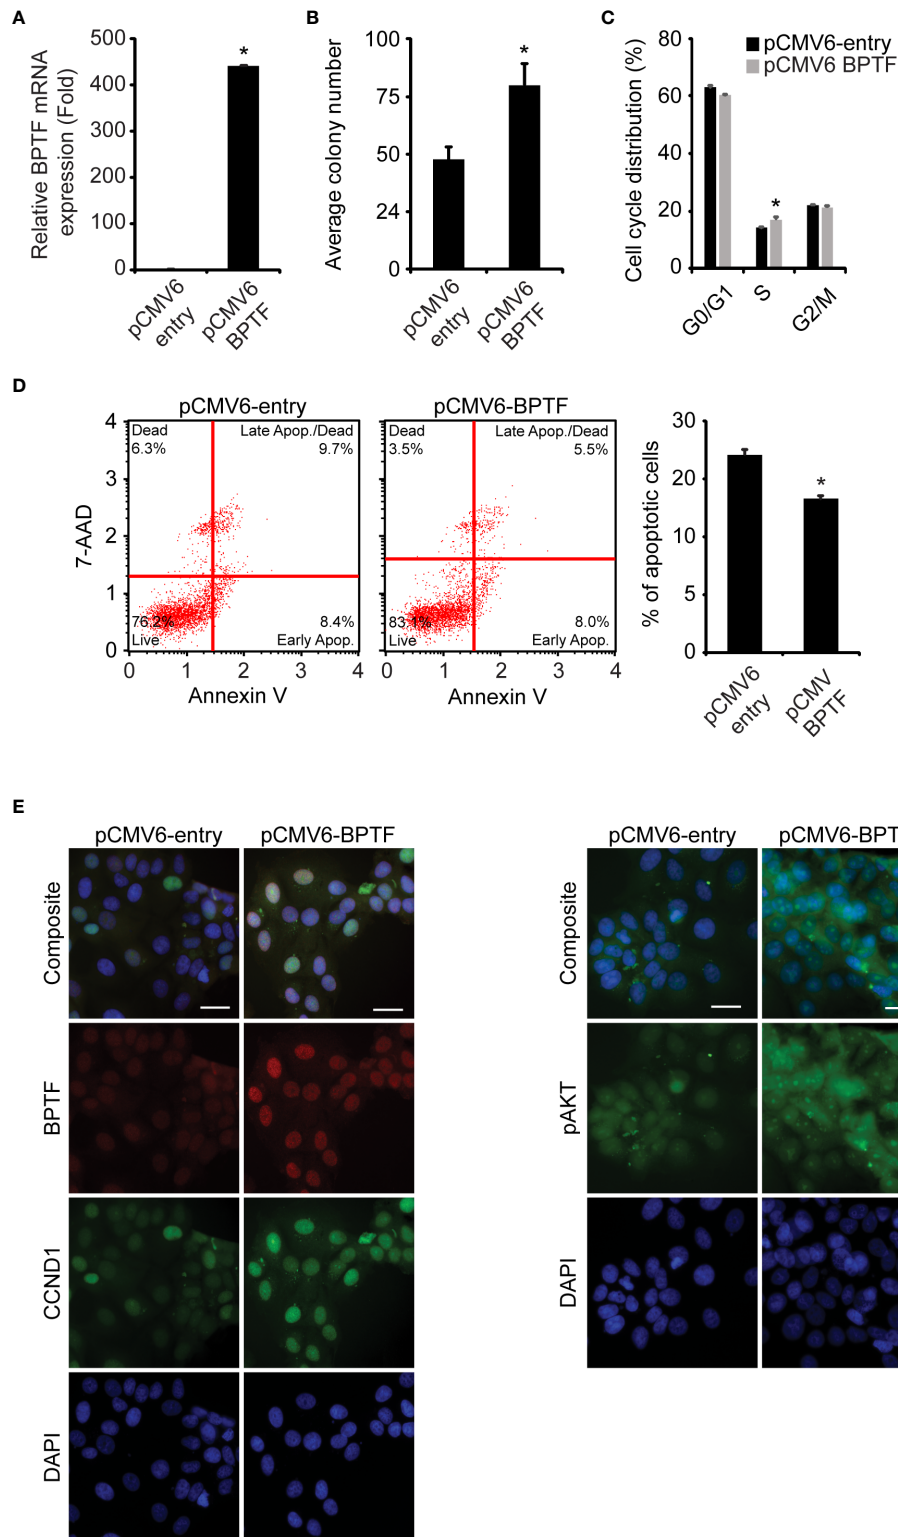 A
B
C
500
400
300
200
100
0
Relative BPTF mRNA
expression (Fold)
*
pCMV6
entry
pCMV6
BPTF
100
75
50
24
0
Average colony number
*
pCMV6
entry
pCMV6
BPTF
pCMV6-entry
pCMV6 BPTF
80
60
40
20
0
Cell cycle distribution (%)
*
G0/G1
S
G2/M
D
pCMV6-entry
pCMV6-BPTF
4
3
2
1
0
7-AAD
Dead
6.3%
Late Apop./Dead
9.7%
76.2%
Live
8.4%
Early Apop.
0
1
2
3
4
Annexin V
Dead
3.5%
Late Apop./Dead
5.5%
83.1%
Live
8.0%
Early Apop.
0
1
2
3
4
Annexin V
30
20
10
5
0
% of apoptotic cells
*
pCMV6
entry
pCMV
BPTF
E
pCMV6-entry
pCMV6-BPTF
Composite
BPTF
CCND1
DAPI
pCMV6-entry
pCMV6-BPT
Composite
pAKT
DAPI